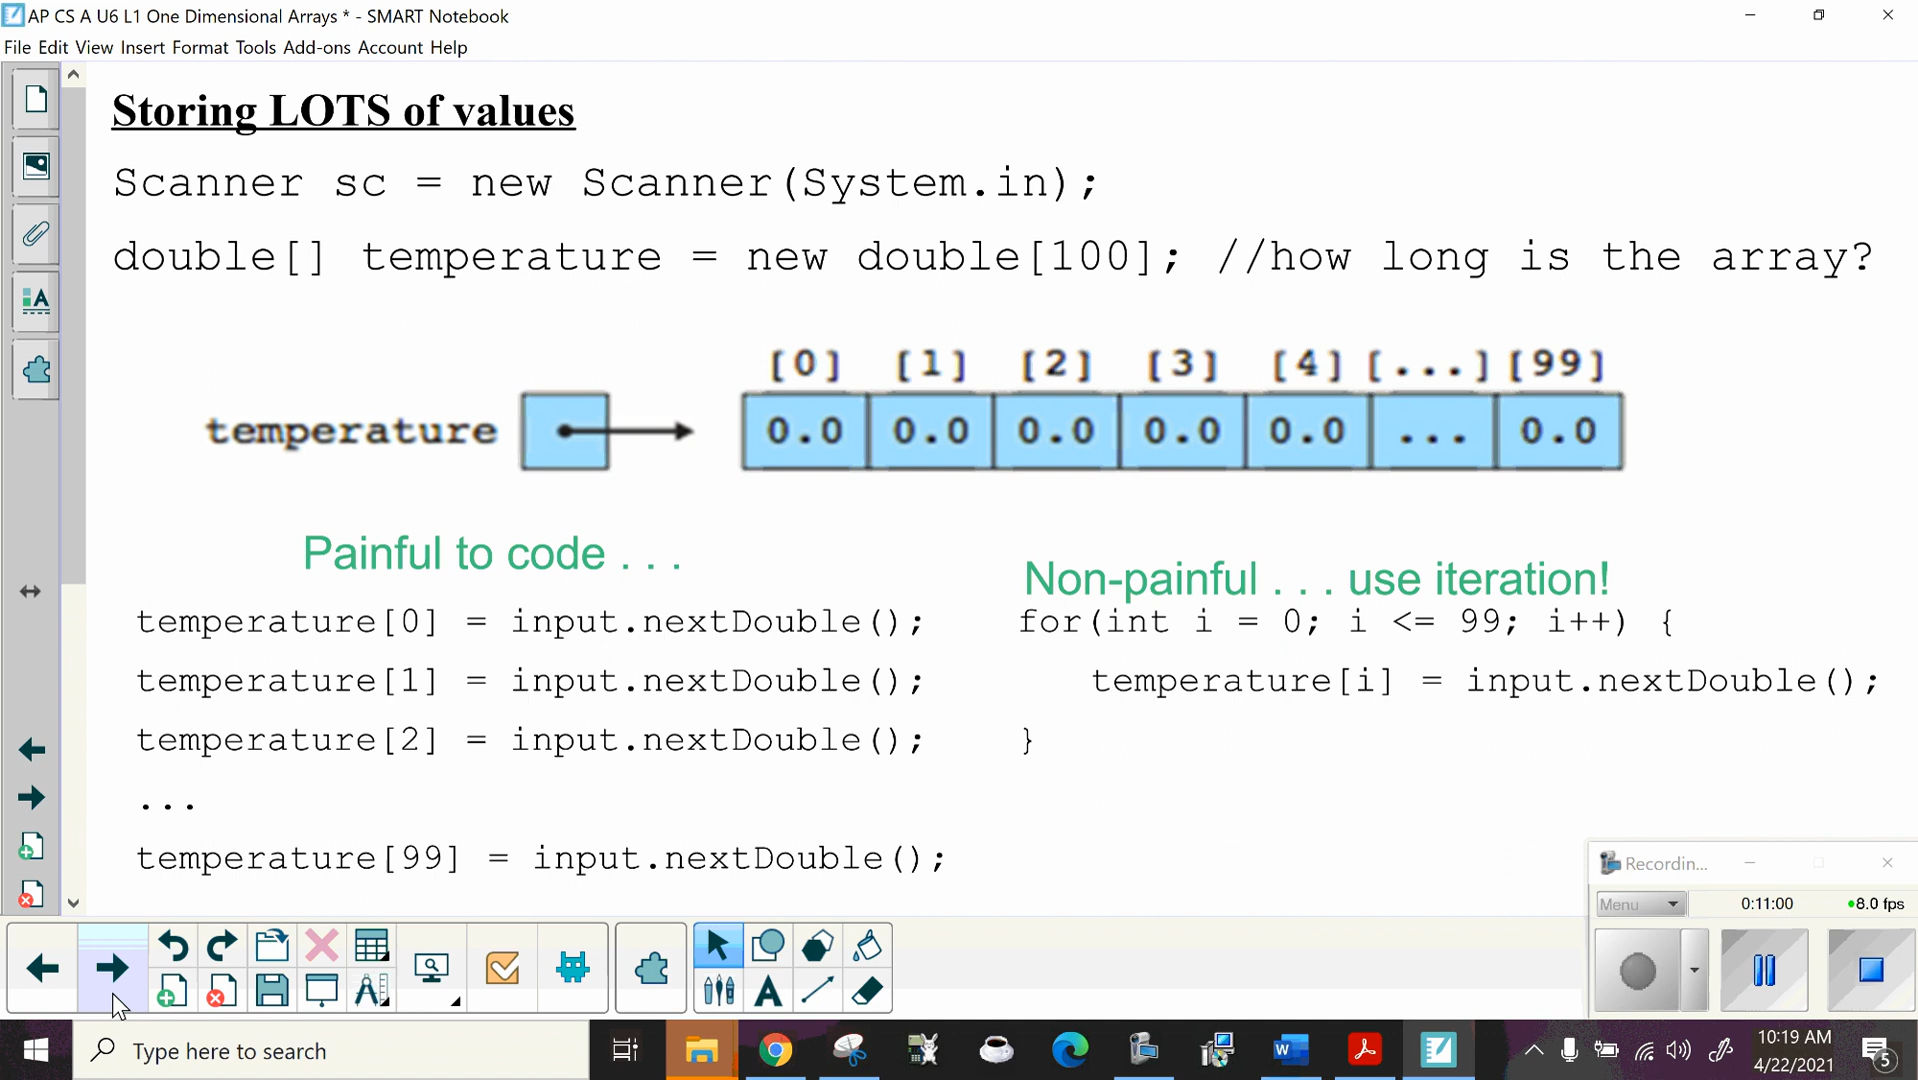 AP CS A U6 L1 One Dimensional Arrays * - SMART Notebook
File Edit View Insert Format Tools Add-ons Account Help
Storing LOTS of values
Scanner sc = new Scanner(System.in);
double[] temperature = new double[100]; //how long is the array?
[0] [1] [2] [3] [4] [...] [99]
temperature 0.0 0.0 0.0 0.0 0.0 ... 0.0
Painful to code . . .
temperature[0] = input.nextDouble();
temperature[1] = input.nextDouble();
temperature[2] = input.nextDouble();
...
temperature[99] = input.nextDouble();
Non-painful . . . use iteration!
for(int i = 0; i <= 99; i++) {
temperature[i] = input.nextDouble();
}
Recordin...
Menu 0:11:00 8.0 fps
Type here to search
10:19 AM
4/22/2021
5